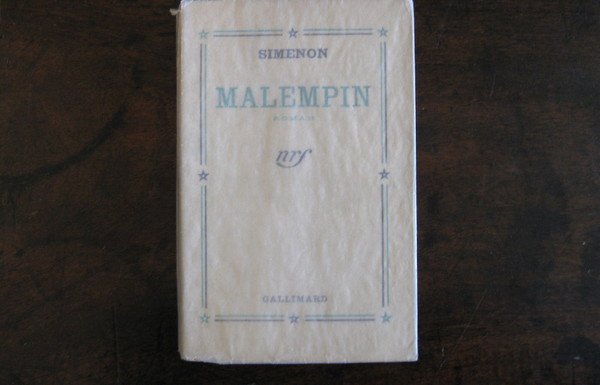 SIMENON
MALEMPIN
ROMAN
nrf
GALLIMARD